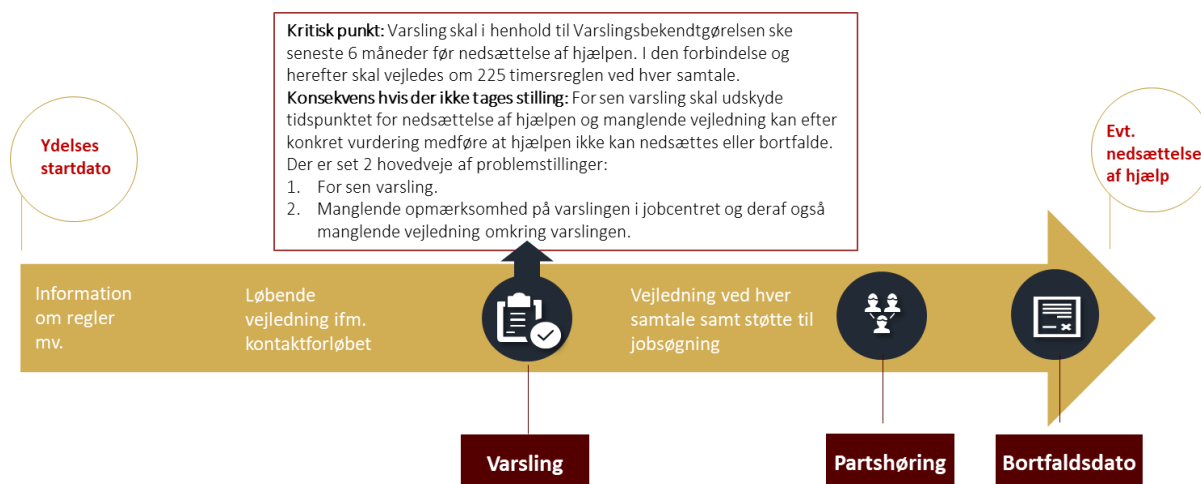 Kritisk punkt: Varsling skal i henhold til Varslingsbekendtgørelsen ske
seneste 6 måneder før nedsættelse af hjælpen. I den forbindelse og
herefter skal vejledes om 225 timersreglen ved hver samtale.
Konsekvens hvis der ikke tages stilling: For sen varsling skal udskyde
tidspunktet for nedsættelse af hjælpen og manglende vejledning kan efter
konkret vurdering medføre at hjælpen ikke kan nedsættes eller bortfalde.
Der er set 2 hovedveje af problemstillinger:
1. For sen varsling.
2. Manglende opmærksomhed på varslingen i jobcentret og deraf også
manglende vejledning omkring varslingen.
Ydelses
startdato
Evt.
nedsættelse
af hjælp
Information
om regler
mv.
Løbende
vejledning ifm.
kontaktforløbet
Vejledning ved hver
samtale samt støtte til
jobsøgning
Varsling
Partshøring
Bortfaldsdato